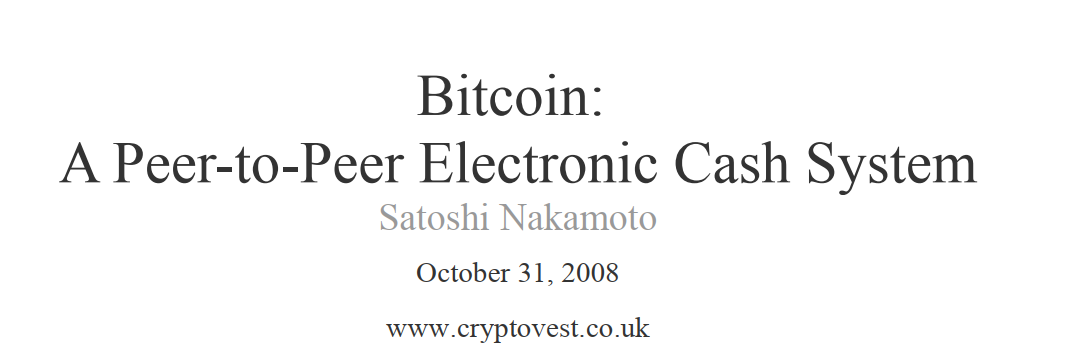 Bitcoin:
A Peer-to-Peer Electronic Cash System
Satoshi Nakamoto
October 31, 2008
www.cryptovest.co.uk